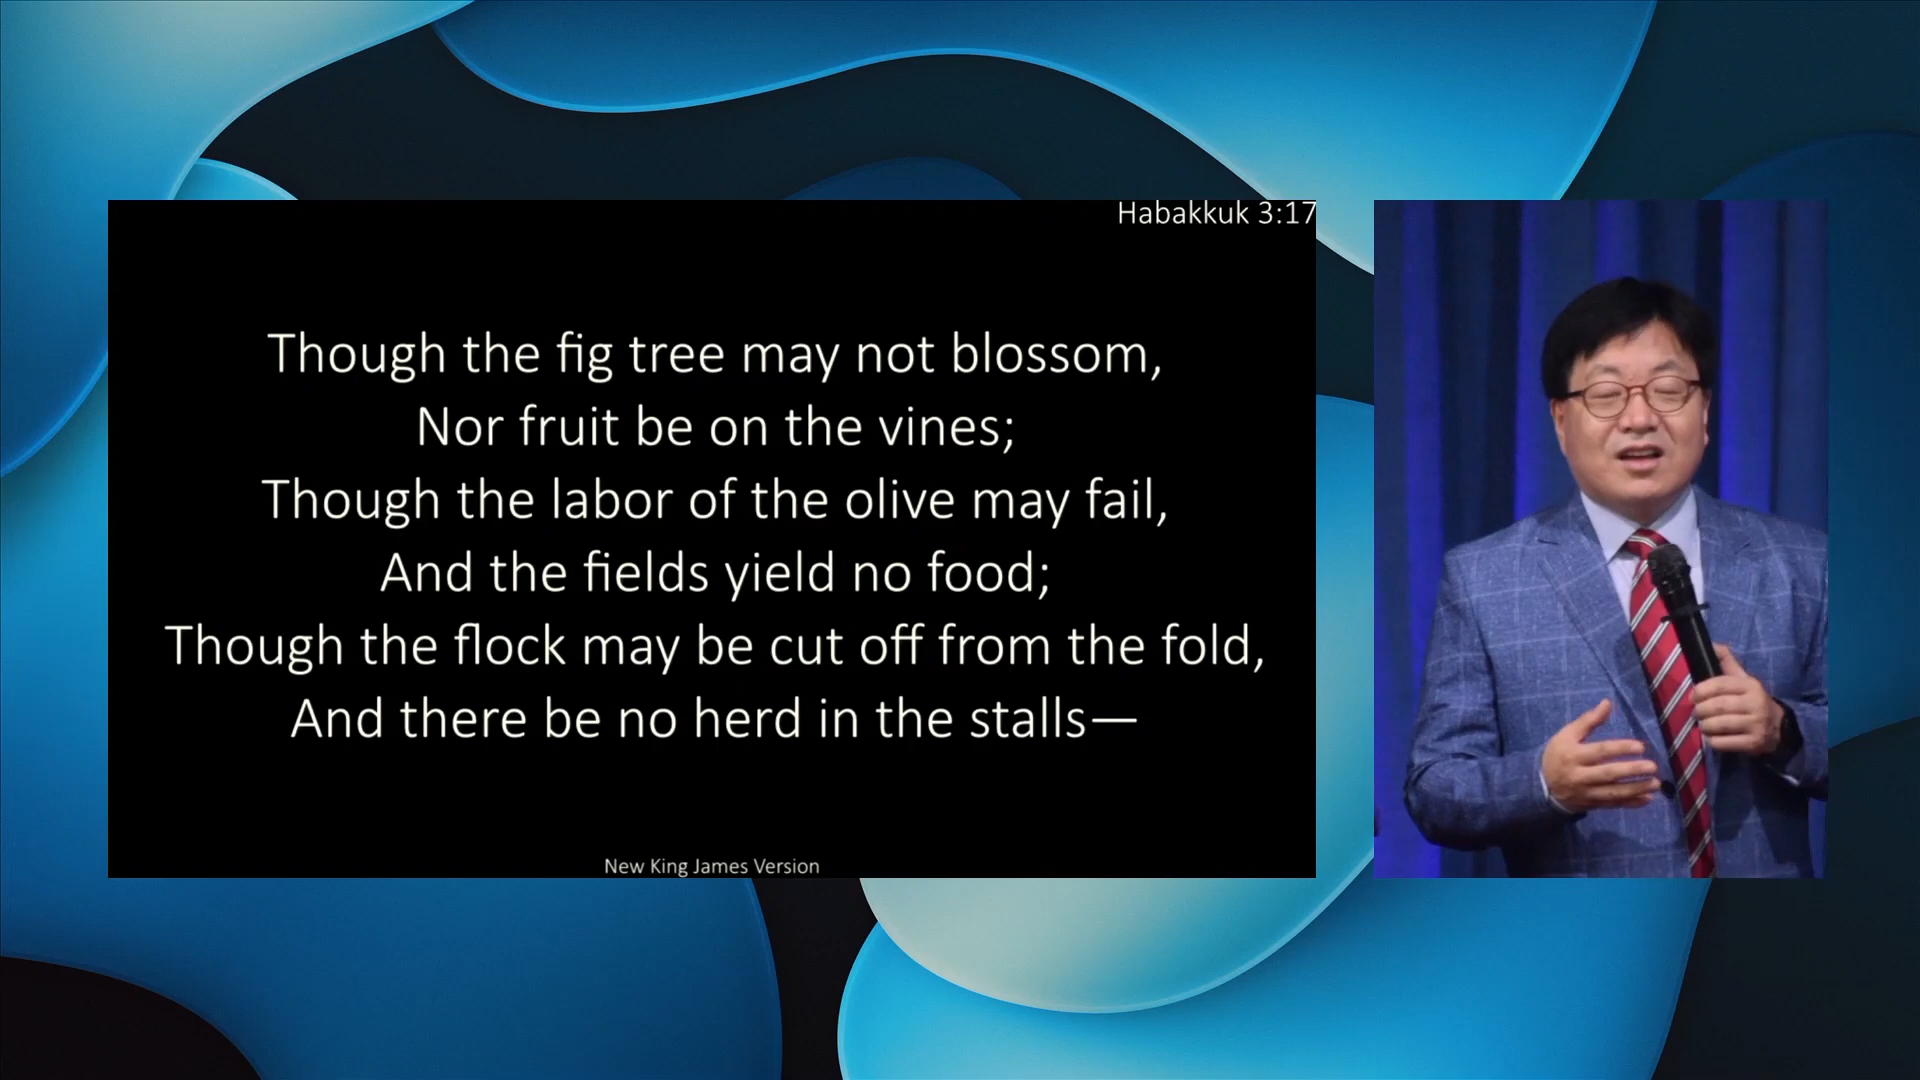 Habakkuk 3:17
Though the fig tree may not blossom,
Nor fruit be on the vines;
Though the labor of the olive may fail,
And the fields yield no food;
Though the flock may be cut off from the fold,
And there be no herd in the stalls—
New King James Version